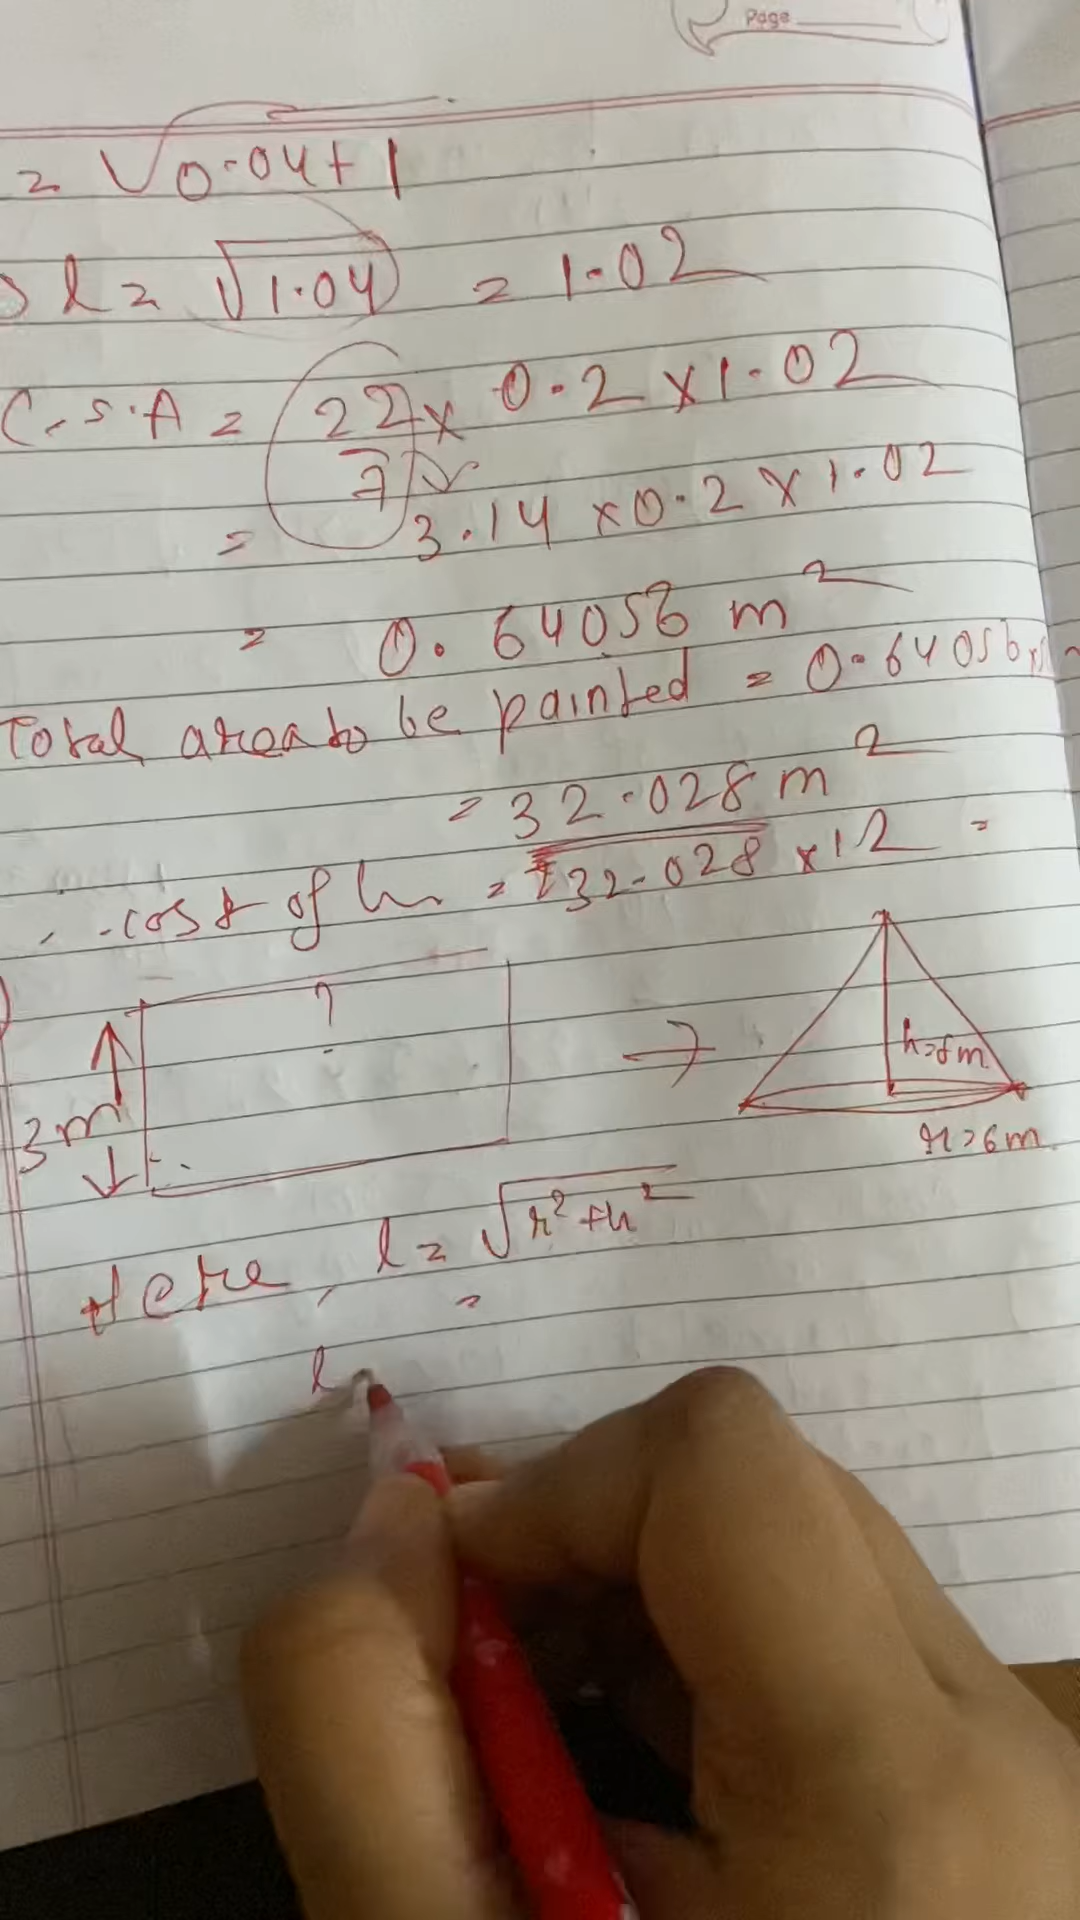 Page
= √0.04+1
l = √1.04 = 1.02
C.S.A = 22/7 × 0.2 × 1.02
= 3.14 × 0.2 × 1.02
= 0.64056 m²
Total area to be painted = 0.64056 ×
= 32.028 m²
∴ cost of = ₹32.028 × 12 =
?
3m
→
h=8m
r=6m
Here, l = √r²+h²
=
l